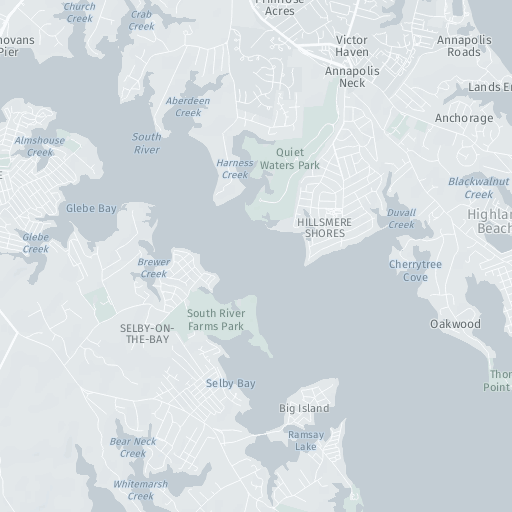 Primrose
Acres
Church
Creek
Crab
Creek
Pier
Victor
Haven
Annapolis
Roads
Annapolis
Neck
Lands
Aberdeen
Creek
Anchorage
South
River
Almshouse
Creek
Quiet
Waters Park
Harness
Creek
Blackwalnut
Creek
Glebe Bay
HILLSMERE
SHORES
Duvall
Creek
Beach
Glebe
Creek
Brewer
Creek
Cherrytree
Cove
South River
Farms Park
SELBY-ON-
THE-BAY
Oakwood
Point
Selby Bay
Big Island
Ramsay
Lake
Bear Neck
Creek
Whitemarsh
Creek